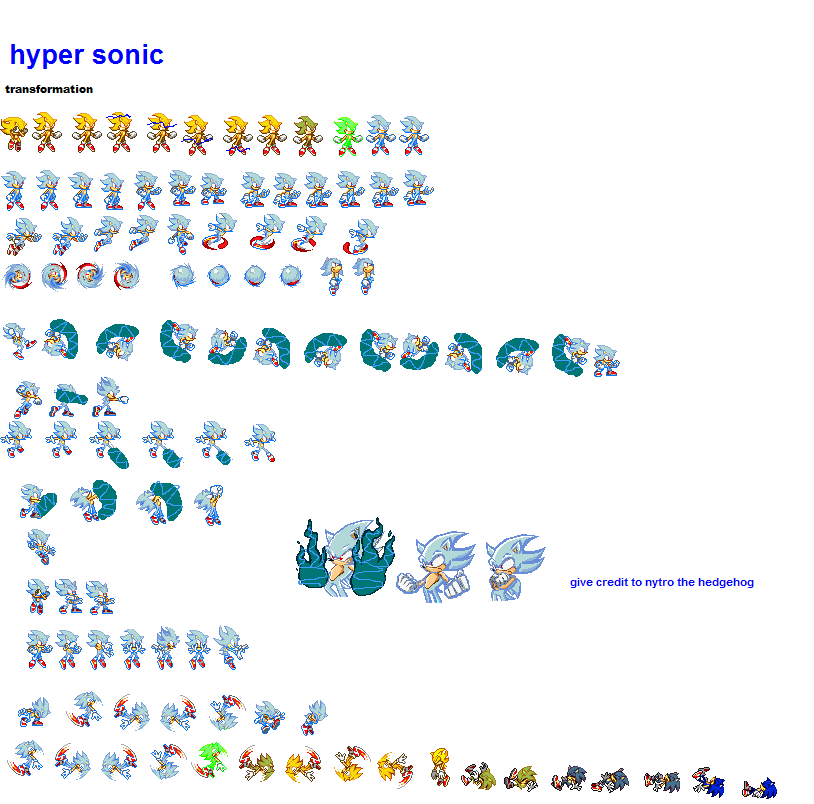 hyper sonic
transformation
give credit to nytro the hedgehog